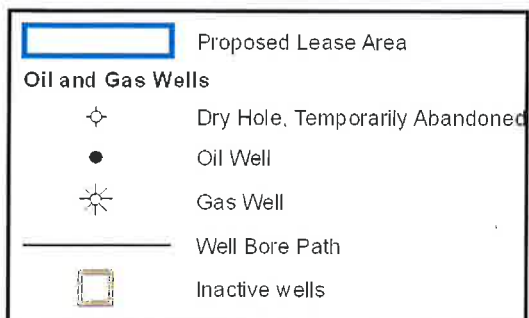 Proposed Lease Area
Oil and Gas Wells
Dry Hole, Temporarily Abandoned
Oil Well
Gas Well
Well Bore Path
Inactive wells